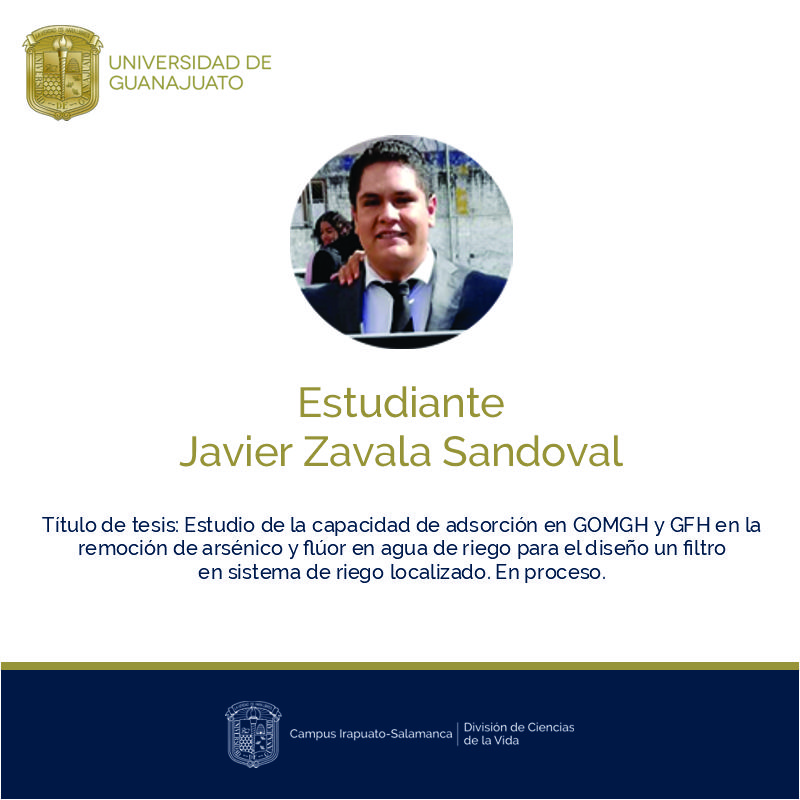 UNIVERSIDAD DE
GUANAJUATO
Estudiante
Javier Zavala Sandoval
Título de tesis: Estudio de la capacidad de adsorción en GOMGH y GFH en la
remoción de arsénico y flúor en agua de riego para el diseño un filtro
en sistema de riego localizado. En proceso.
Campus Irapuato-Salamanca
División de Ciencias
de la Vida